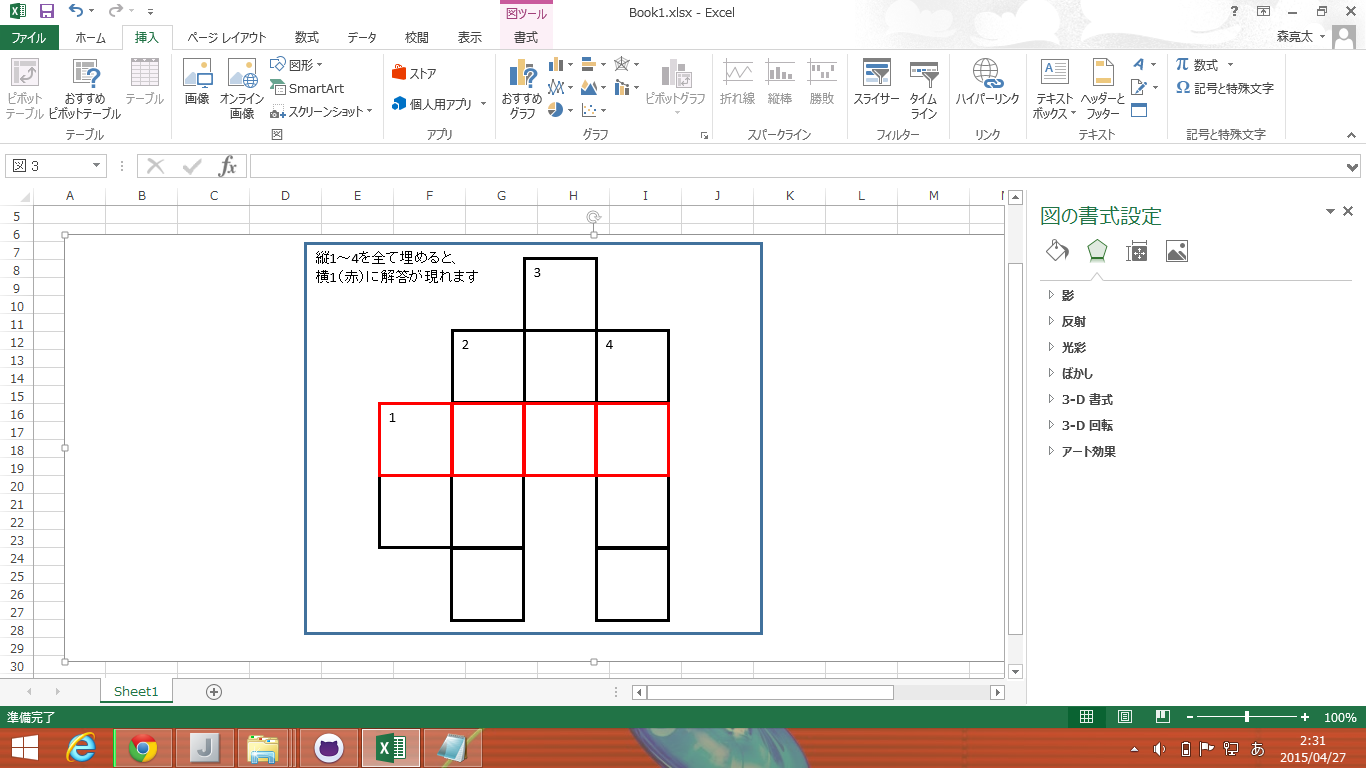 Book1.xlsx - Excel
図ツール
ファイル
ホーム
挿入
ページ レイアウト
数式
データ
校閲
表示
書式
森亮太
ピボット
テーブル
おすすめ
ピボットテーブル
テーブル
テーブル
画像
オンライン
画像
図形
SmartArt
スクリーンショット
図
ストア
個人用アプリ
アプリ
おすすめ
グラフ
ピボットグラフ
グラフ
折れ線
縦棒
勝敗
スパークライン
スライサー
タイム
ライン
フィルター
ハイパーリンク
リンク
テキスト
ボックス
ヘッダーと
フッター
テキスト
π 数式
Ω 記号と特殊文字
記号と特殊文字
図 3
fx
A B C D E F G H I J K L M
5
6
7
8
9
10
11
12
13
14
15
16
17
18
19
20
21
22
23
24
25
26
27
28
29
30
縦1～4を全て埋めると、
横1（赤）に解答が現れます
3
2
4
1
図の書式設定
影
反射
光彩
ぼかし
3-D 書式
3-D 回転
アート効果
Sheet1
準備完了
100%
あ
2:31
2015/04/27